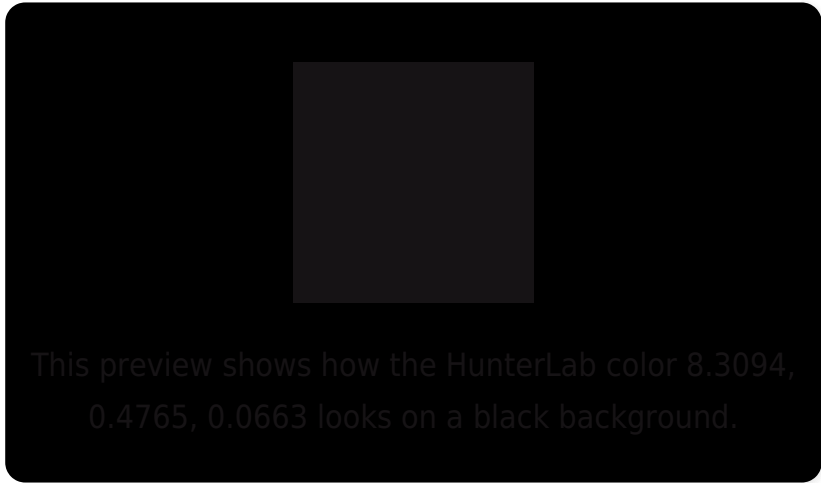 This preview shows how the HunterLab color 8.3094,
0.4765, 0.0663 looks on a black background.